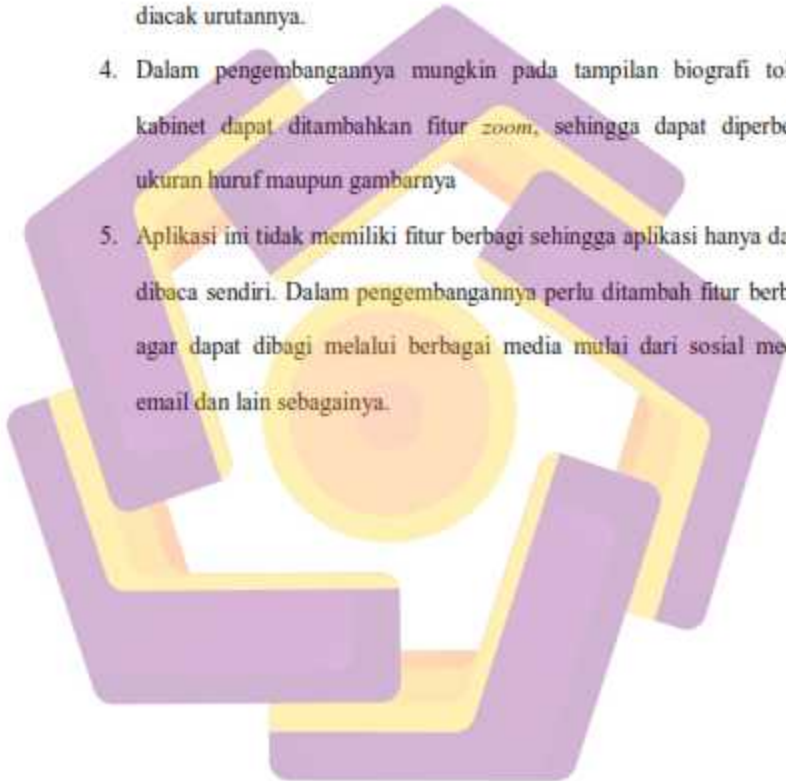 diacak urutannya.
4. Dalam pengembangannya mungkin pada tampilan biografi
kabinet dapat ditambahkan fitur zoom, sehingga dapat
ukuran huruf maupun gambarnya
5. Aplikasi ini tidak memiliki fitur berbagi sehingga aplikasi hanya
dibaca sendiri. Dalam pengembangannya perlu ditambah fitur
agar dapat dibagi melalui berbagai media mulai dari sosial
email dan lain sebagainya.